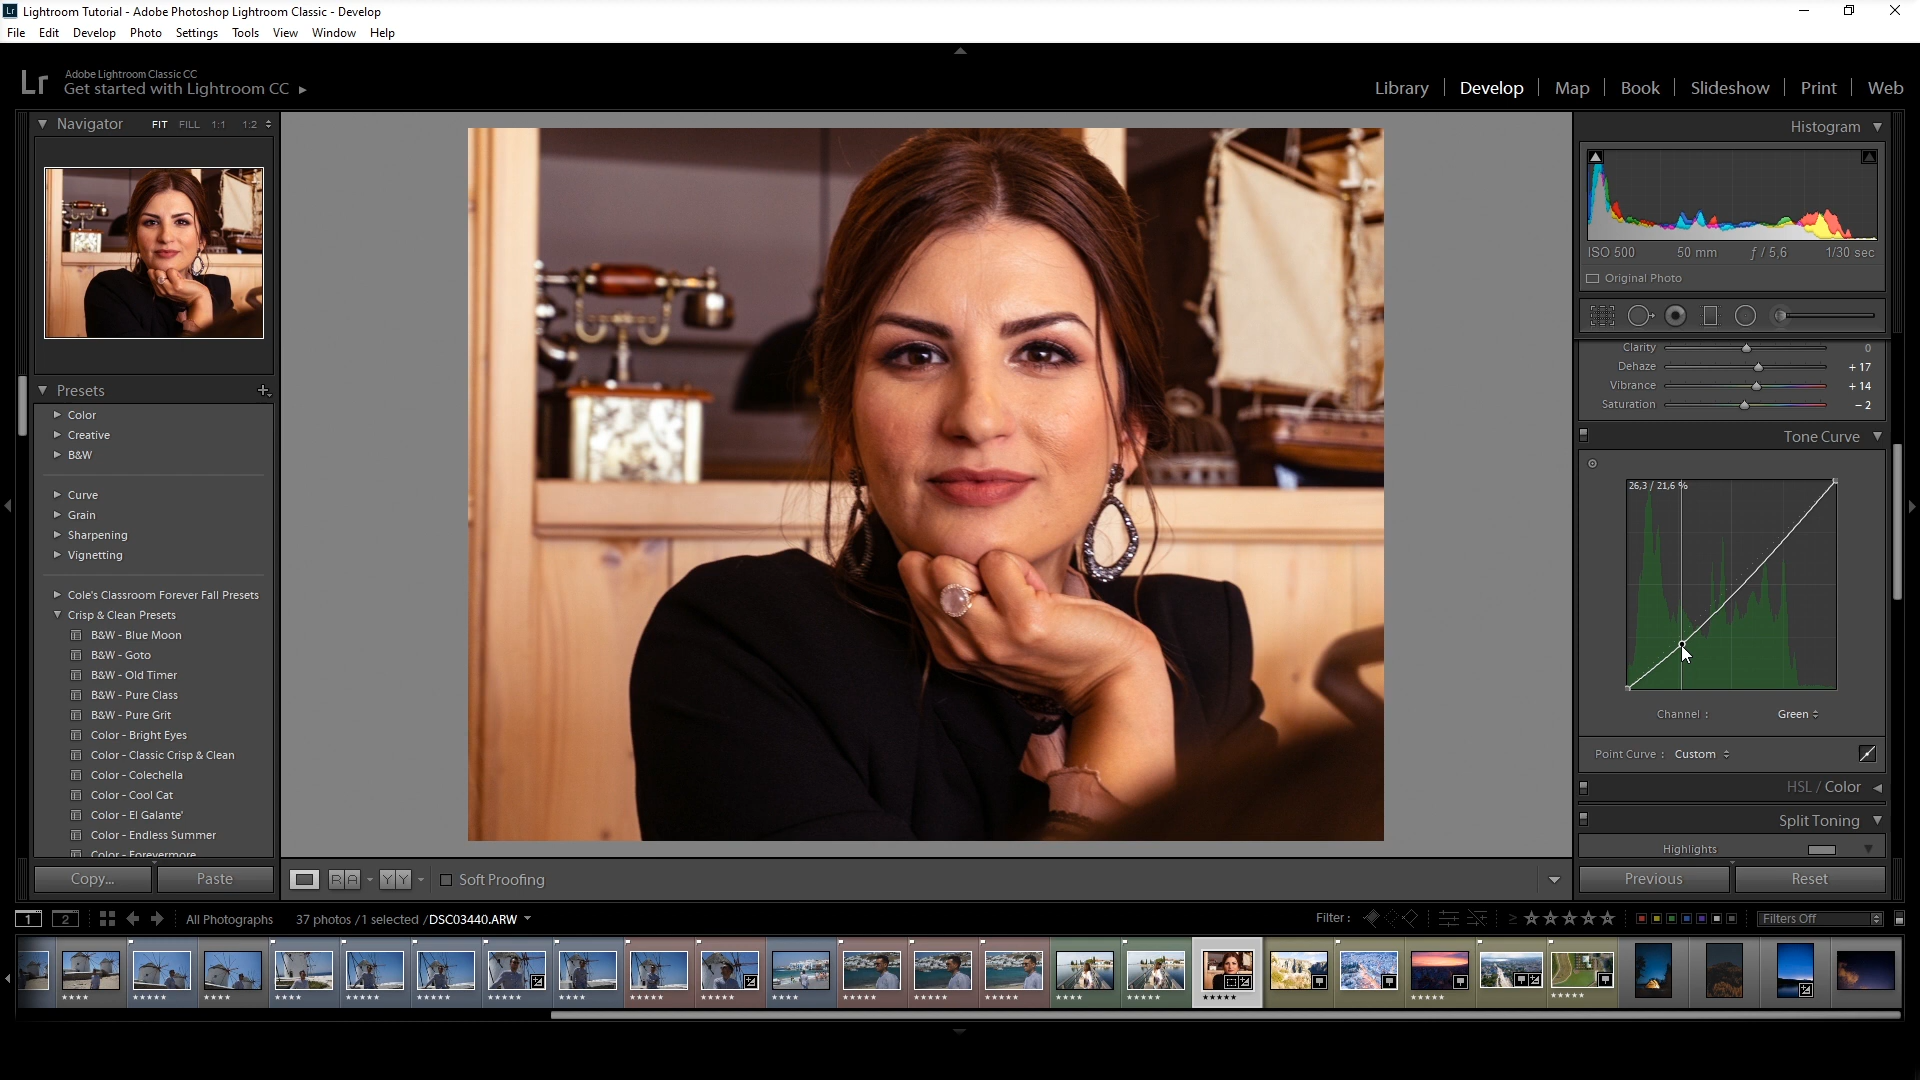 Lr Lightroom Tutorial - Adobe Photoshop Lightroom Classic - Develop
File Edit Develop Photo Settings Tools View Window Help
Lr
Adobe Lightroom Classic CC
Get started with Lightroom CC
Library Develop Map Book Slideshow Print Web
Navigator FIT FILL 1:1 1:2
Presets
Color
Creative
B&W
Curve
Grain
Sharpening
Vignetting
Cole's Classroom Forever Fall Presets
Crisp & Clean Presets
B&W - Blue Moon
B&W - Goto
B&W - Old Timer
B&W - Pure Class
B&W - Pure Grit
Color - Bright Eyes
Color - Classic Crisp & Clean
Color - Colechella
Color - Cool Cat
Color - El Galante'
Color - Endless Summer
Color - Forevermore
Copy... Paste
Histogram
ISO 500 50 mm ƒ / 5,6 1/30 sec
Original Photo
Clarity 0
Dehaze + 17
Vibrance + 14
Saturation - 2
Tone Curve
26,3 / 21,6 %
Channel : Green
Point Curve : Custom
HSL / Color
Split Toning
Highlights
Previous Reset
R A Y Y Soft Proofing
1 2 All Photographs 37 photos / 1 selected / DSC03440.ARW Filter : ≥ ★★★★★ Filters Off